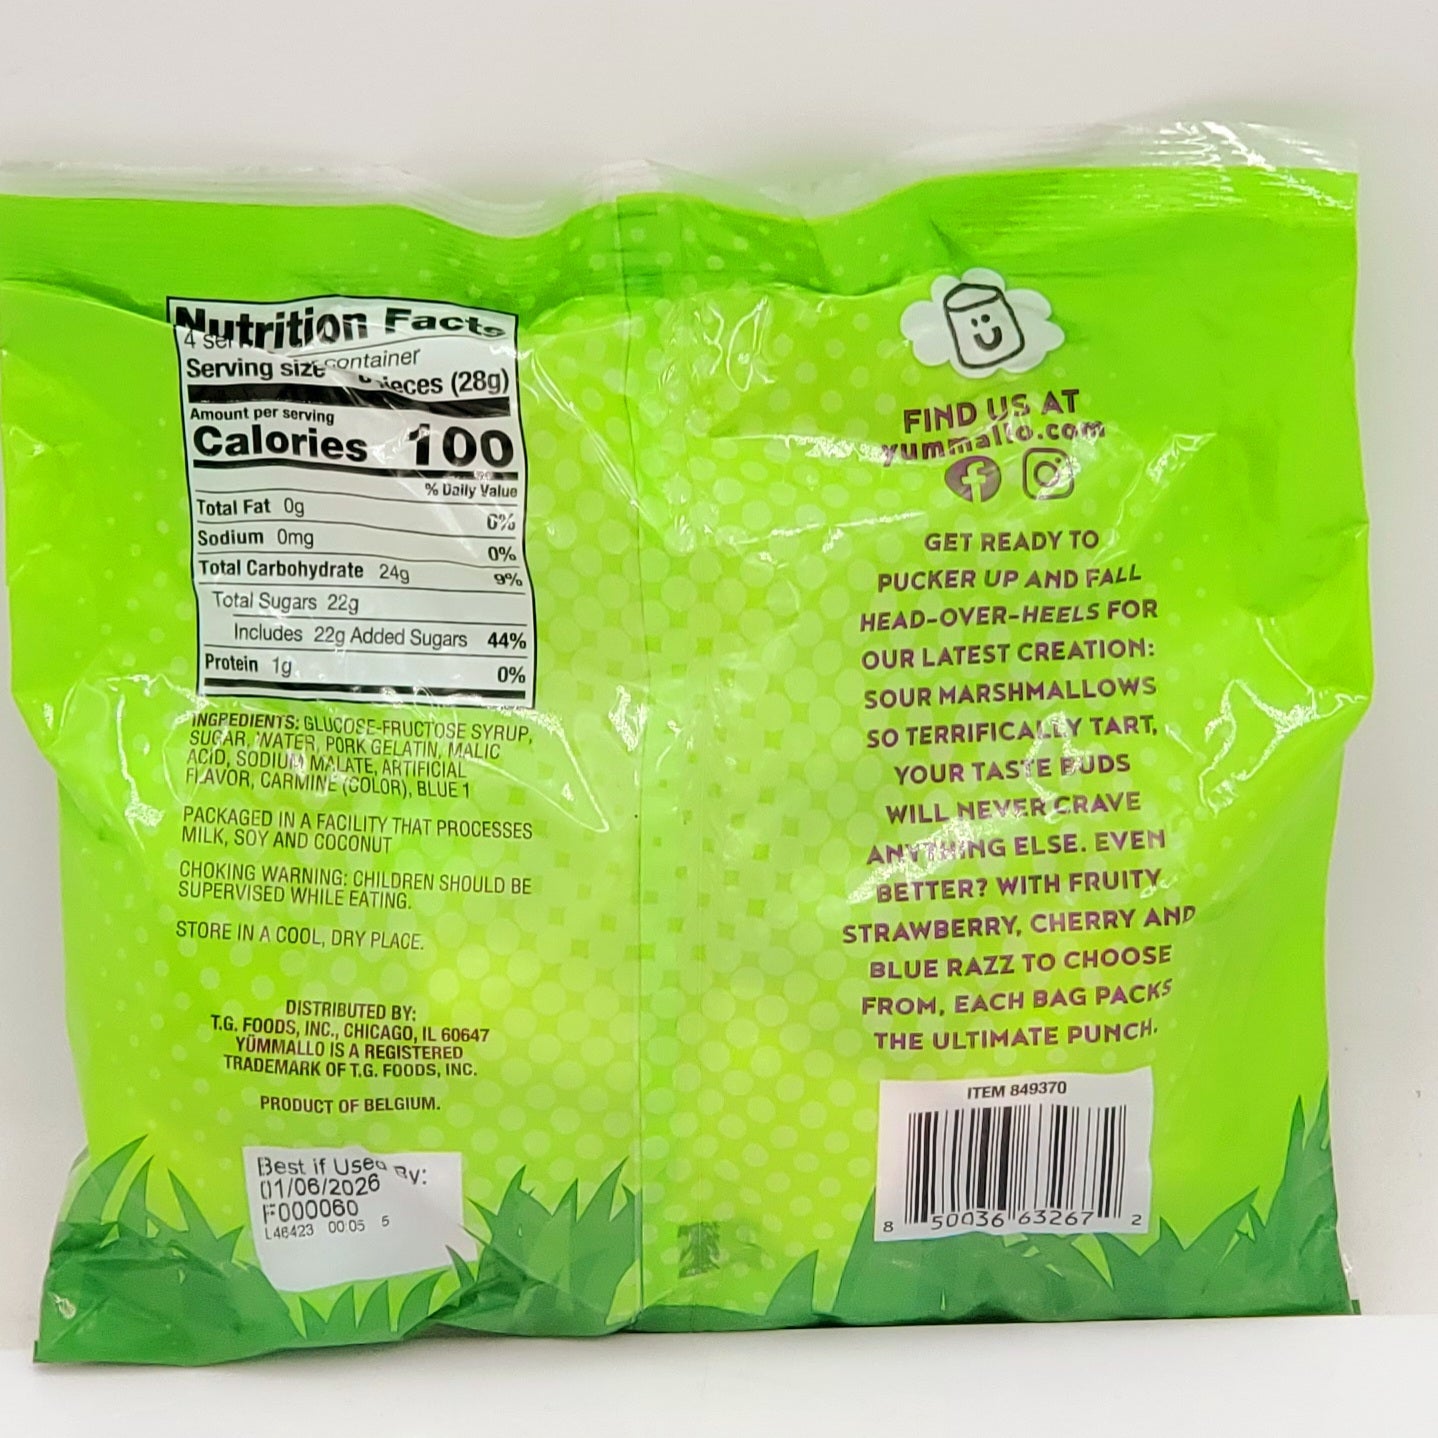 Nutrition Facts
4 ser container
Serving size pieces (28g)
Amount per serving
Calories 100
% Daily Value
Total Fat 0g 0%
Sodium 0mg 0%
Total Carbohydrate 24g 9%
Total Sugars 22g
Includes 22g Added Sugars 44%
Protein 1g 0%
INGREDIENTS: GLUCOSE-FRUCTOSE SYRUP,
SUGAR, WATER, PORK GELATIN, MALIC
ACID, SODIUM MALATE, ARTIFICIAL
FLAVOR, CARMINE (COLOR), BLUE 1
PACKAGED IN A FACILITY THAT PROCESSES
MILK, SOY AND COCONUT
CHOKING WARNING: CHILDREN SHOULD BE
SUPERVISED WHILE EATING.
STORE IN A COOL, DRY PLACE.
DISTRIBUTED BY:
T.G. FOODS, INC., CHICAGO, IL 60647
YÜMMALLO IS A REGISTERED
TRADEMARK OF T.G. FOODS, INC.
PRODUCT OF BELGIUM.
Best if Used By:
01/06/2026
F000060
L46423 00:05 5
FIND US AT
yummallo.com
GET READY TO
PUCKER UP AND FALL
HEAD-OVER-HEELS FOR
OUR LATEST CREATION:
SOUR MARSHMALLOWS
SO TERRIFICALLY TART,
YOUR TASTE BUDS
WILL NEVER CRAVE
ANYTHING ELSE. EVEN
BETTER? WITH FRUITY
STRAWBERRY, CHERRY AND
BLUE RAZZ TO CHOOSE
FROM, EACH BAG PACKS
THE ULTIMATE PUNCH.
ITEM 849370
8 50036 63267 2